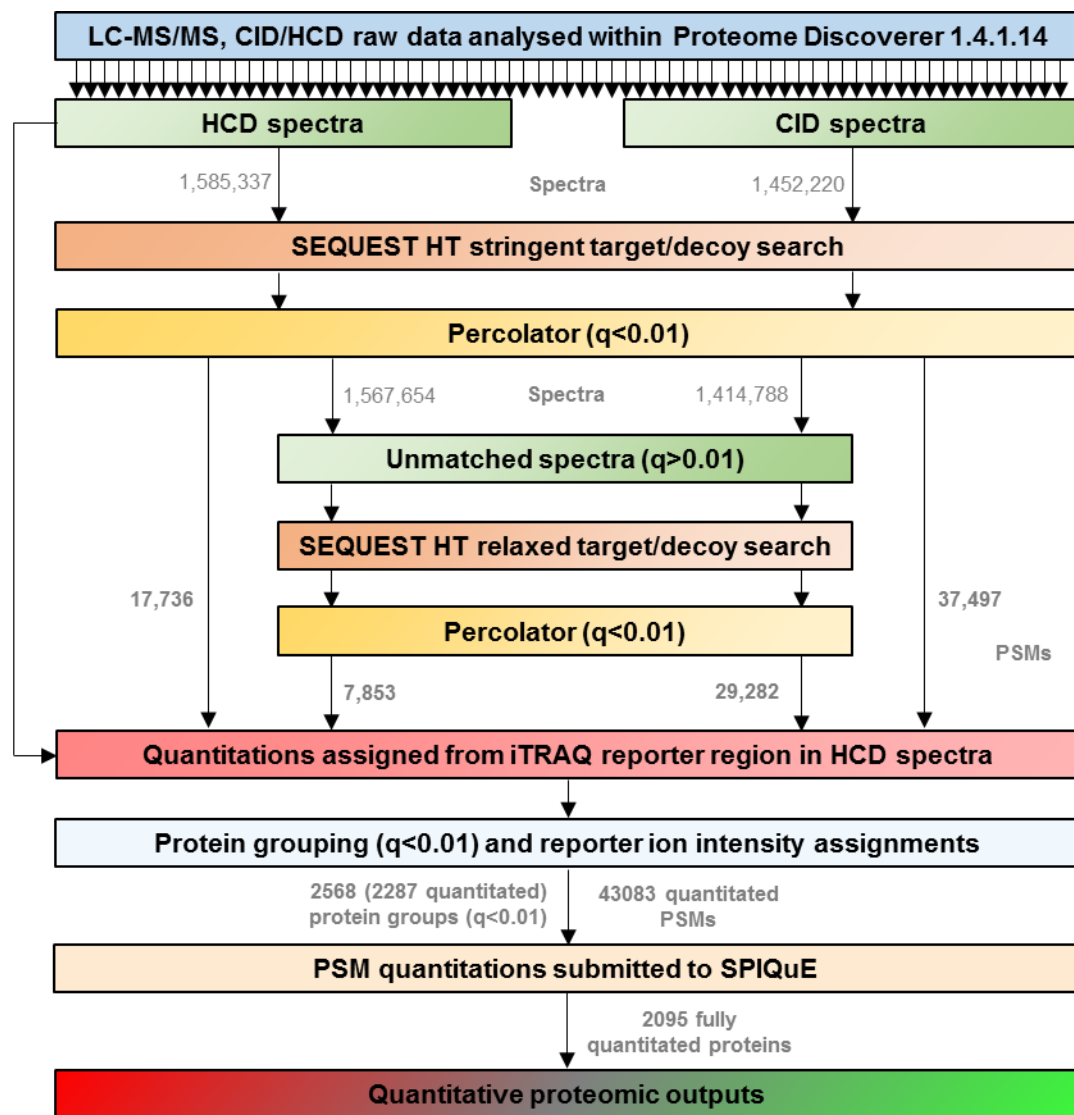 LC-MS/MS, CID/HCD raw data analysed within Proteome Discoverer 1.4.1.14
HCD spectra
CID spectra
1,585,337
Spectra
1,452,220
SEQUEST HT stringent target/decoy search
Percolator (q<0.01)
1,567,654
Spectra
1,414,788
Unmatched spectra (q>0.01)
SEQUEST HT relaxed target/decoy search
17,736
37,497
Percolator (q<0.01)
PSMs
7,853
29,282
Quantitations assigned from iTRAQ reporter region in HCD spectra
Protein grouping (q<0.01) and reporter ion intensity assignments
2568 (2287 quantitated)
protein groups (q<0.01)
43083 quantitated
PSMs
PSM quantitations submitted to SPIQuE
2095 fully
quantitated proteins
Quantitative proteomic outputs